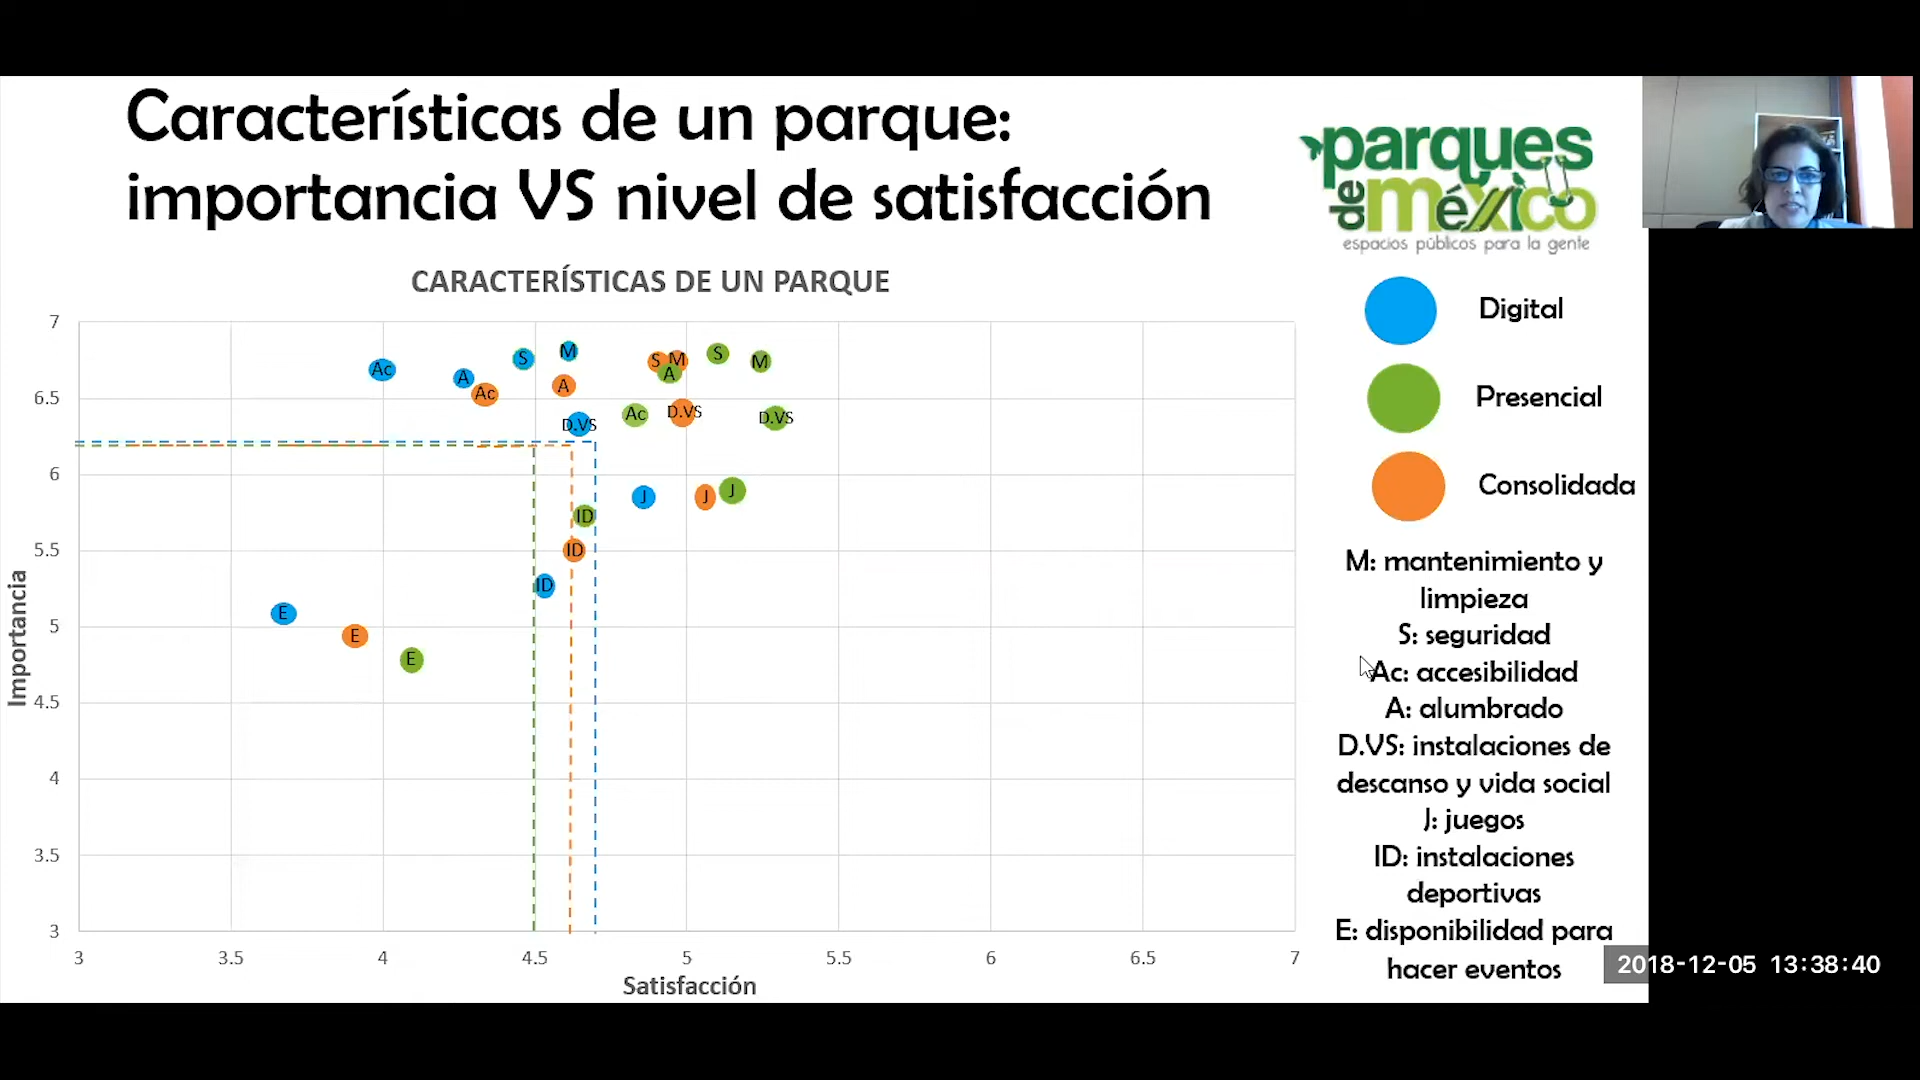 Características de un parque:
importancia VS nivel de satisfacción
parques
de méxico
espacios públicos para la gente
CARACTERÍSTICAS DE UN PARQUE
7
6.5
6
5.5
5
4.5
4
3.5
3
Importancia
Ac
A
S
M
Ac
A
D.VS
S
M
A
S
M
Ac
D.VS
D.VS
J
J
J
ID
ID
ID
E
E
E
3
3.5
4
4.5
5
5.5
6
6.5
7
Satisfacción
Digital
Presencial
Consolidada
M: mantenimiento y
limpieza
S: seguridad
Ac: accesibilidad
A: alumbrado
D.VS: instalaciones de
descanso y vida social
J: juegos
ID: instalaciones
deportivas
E: disponibilidad para
hacer eventos
2018-12-05 13:38:40